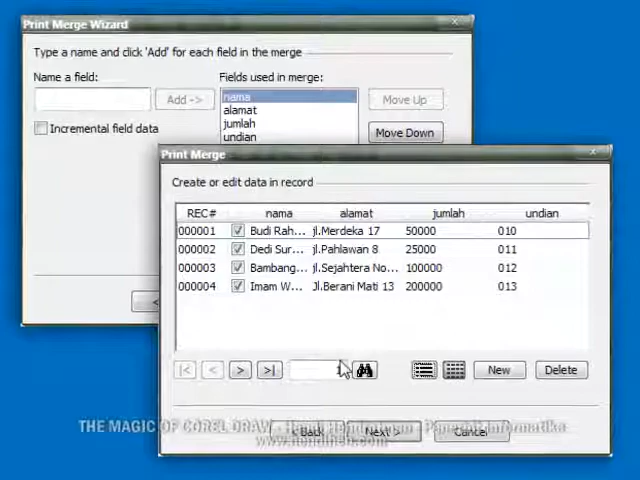 Print Merge Wizard
Type a name and click 'Add' for each field in the merge
Name a field:
Fields used in merge:
Add ->
nama
alamat
jumlah
undian
Move Up
Move Down
Incremental field data
Print Merge
Create or edit data in record
REC# nama alamat jumlah undian
000001 Budi Rah... jl.Merdeka 17 50000 010
000002 Dedi Sur... jl.Pahlawan 8 25000 011
000003 Bambang... jl.Sejahtera No... 100000 012
000004 Imam W... Jl.Berani Mati 13 200000 013
|< < > >| 1 New Delete
< Back Next > Cancel
THE MAGIC OF COREL DRAW - Hendi Hendratman - Informatika